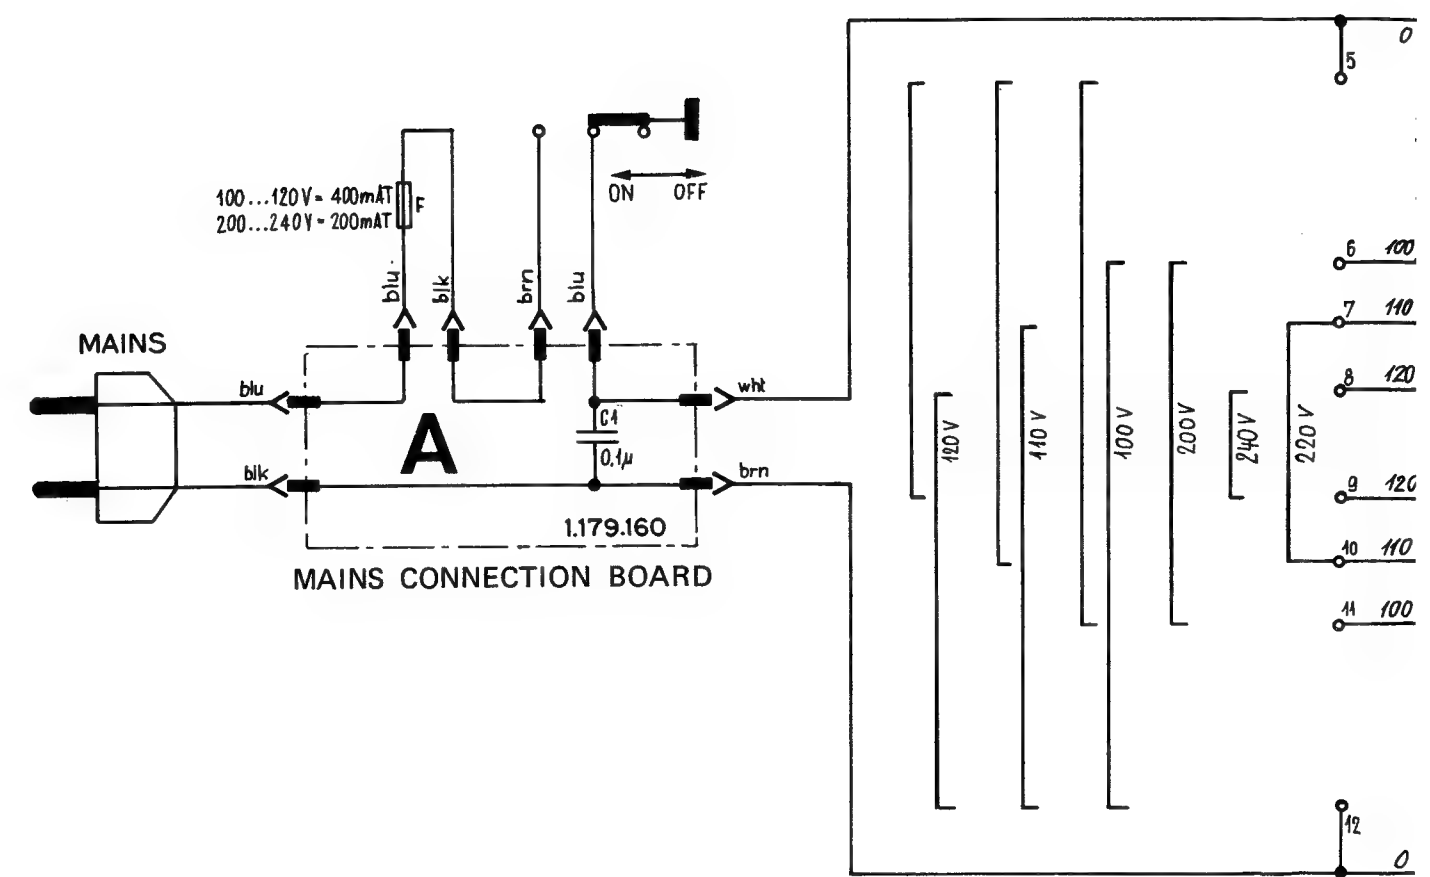 0
5
100...120V= 400mAT
F
200...240V= 200mAT
ON OFF
blu
blk
brn
blu
6 100
7 110
MAINS
8 120
blu
wht
C1
0,1µ
A
120V
110V
100V
200V
240V
220V
blk
brn
9 120
1.179.160
10 110
MAINS CONNECTION BOARD
11 100
12
0